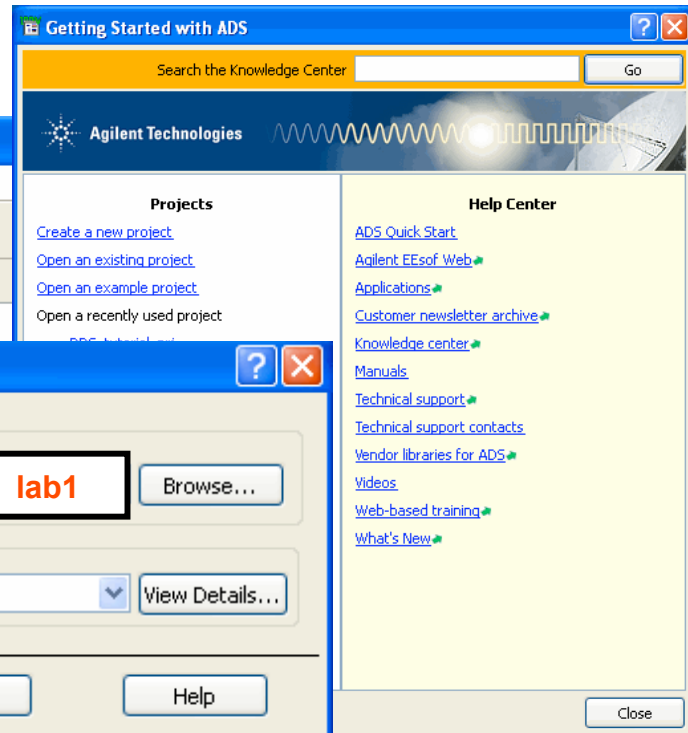 Getting Started with ADS
Search the Knowledge Center
Go
Agilent Technologies
Projects
Create a new project
Open an existing project
Open an example project
Open a recently used project
Help Center
ADS Quick Start
Agilent EEsof Web
Applications
Customer newsletter archive
Knowledge center
Manuals
Technical support
Technical support contacts
Vendor libraries for ADS
Videos
Web-based training
What's New
lab1
Browse...
View Details...
Help
Close